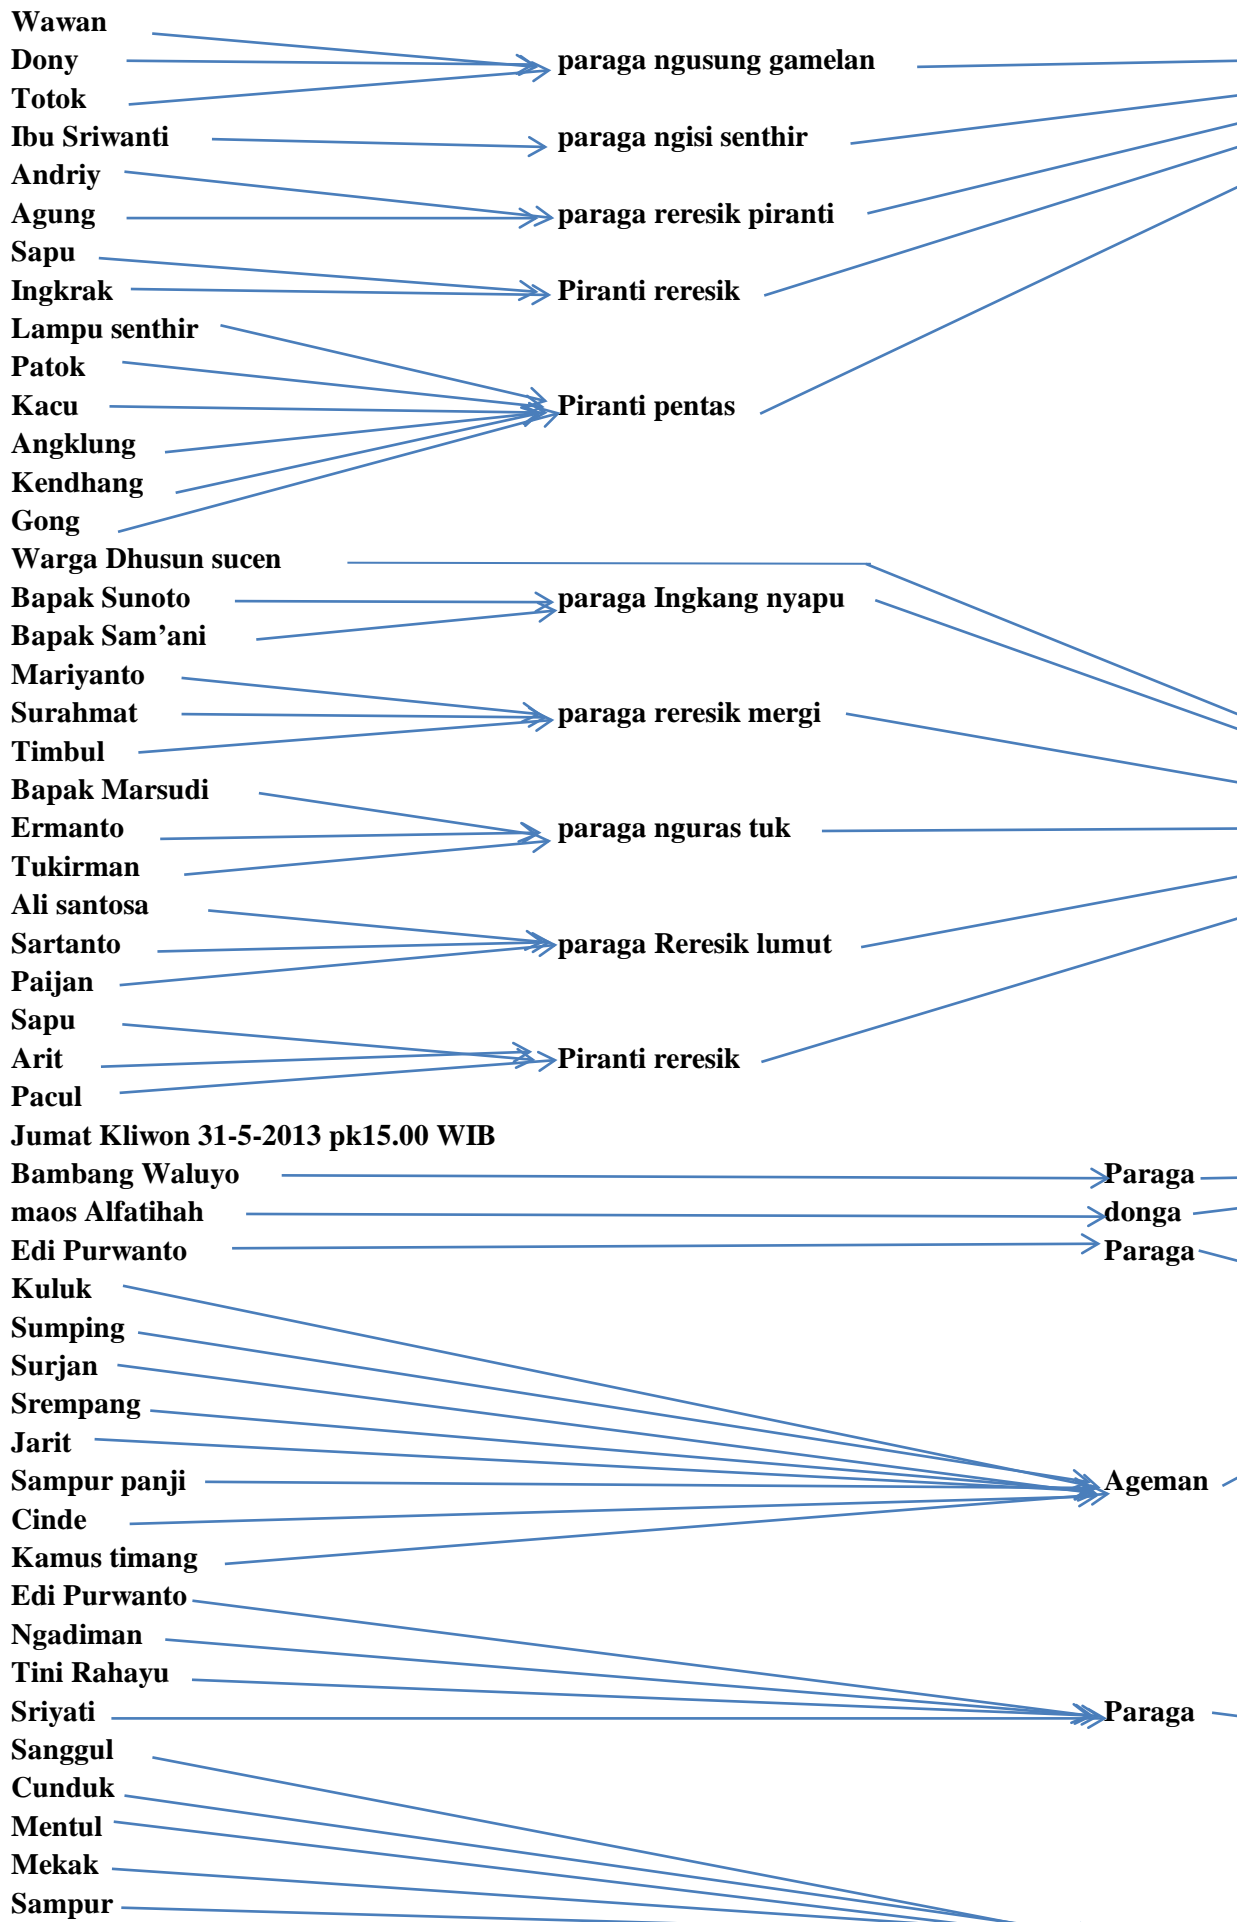 Wawan
Dony paraga ngusung gamelan
Totok
Ibu Sriwanti paraga ngisi senthir
Andriy
Agung paraga reresik piranti
Sapu
Ingkrak Piranti reresik
Lampu senthir
Patok
Kacu Piranti pentas
Angklung
Kendhang
Gong
Warga Dhusun sucen
Bapak Sunoto paraga Ingkang nyapu
Bapak Sam’ani
Mariyanto
Surahmat paraga reresik mergi
Timbul
Bapak Marsudi
Ermanto paraga nguras tuk
Tukirman
Ali santosa
Sartanto paraga Reresik lumut
Paijan
Sapu
Arit Piranti reresik
Pacul
Jumat Kliwon 31-5-2013 pk15.00 WIB
Bambang Waluyo Paraga
maos Alfatihah donga
Edi Purwanto Paraga
Kuluk
Sumping
Surjan
Srempang
Jarit
Sampur panji Ageman
Cinde
Kamus timang
Edi Purwanto
Ngadiman
Tini Rahayu
Sriyati Paraga
Sanggul
Cunduk
Mentul
Mekak
Sampur